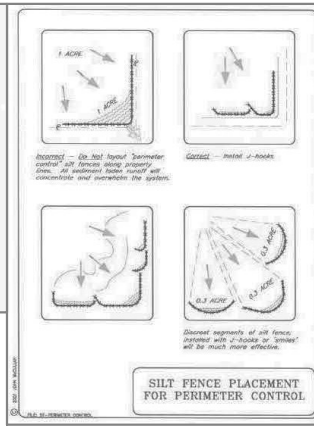 1 ACRE
1 ACRE
Incorrect - Do Not layout "perimeter
control" silt fences along property
lines. All sediment laden runoff will
concentrate and overwhelm the system.
Correct - Install J-hooks
0.3 ACRE
0.3 ACRE
0.3 ACRE
Discreet segments of silt fence,
installed with J-hooks or "smiles"
will be much more effective.
SILT FENCE PLACEMENT
FOR PERIMETER CONTROL